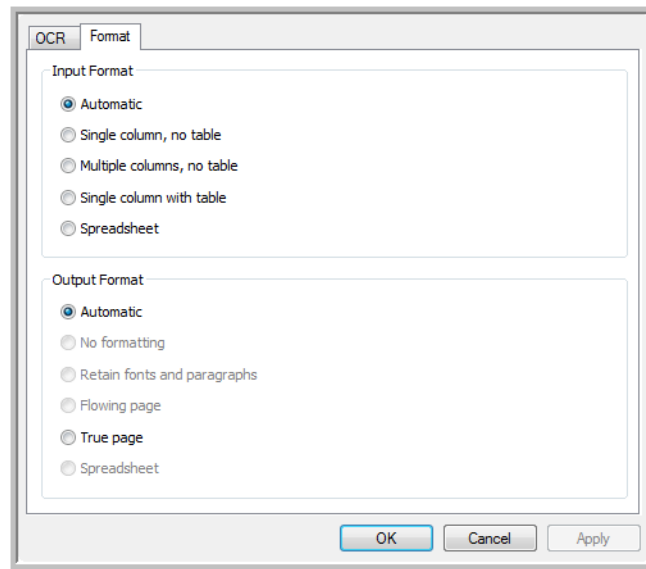 OCR Format
Input Format
Automatic
Single column, no table
Multiple columns, no table
Single column with table
Spreadsheet
Output Format
Automatic
No formatting
Retain fonts and paragraphs
Flowing page
True page
Spreadsheet
OK Cancel Apply